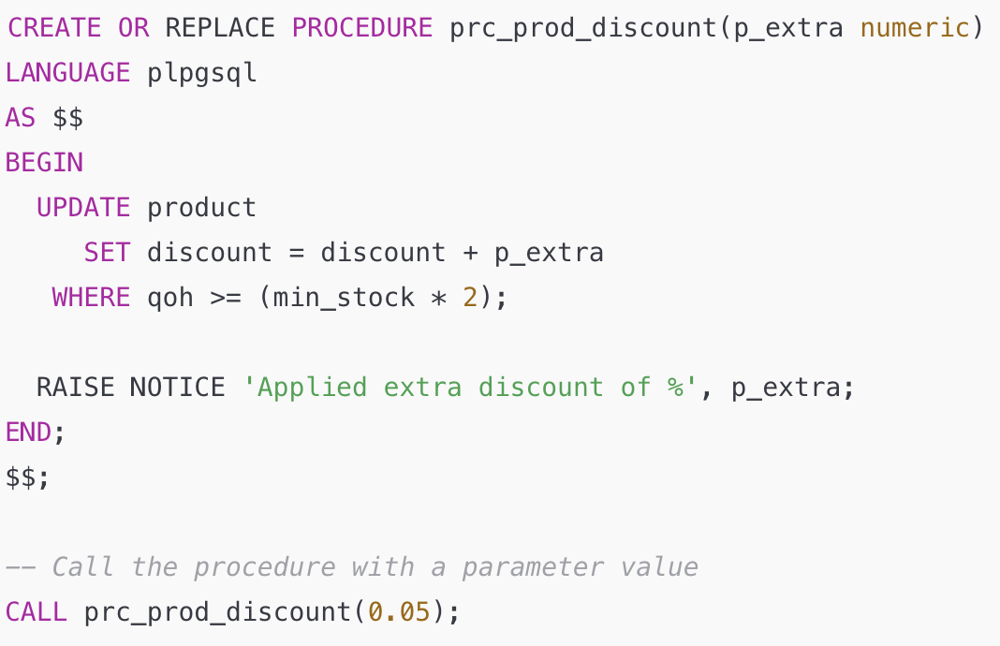 CREATE OR REPLACE PROCEDURE prc_prod_discount(p_extra numeric)
LANGUAGE plpgsql
AS $$
BEGIN
  UPDATE product
     SET discount = discount + p_extra
   WHERE qoh >= (min_stock * 2);

  RAISE NOTICE 'Applied extra discount of %', p_extra;
END;
$$;

-- Call the procedure with a parameter value
CALL prc_prod_discount(0.05);